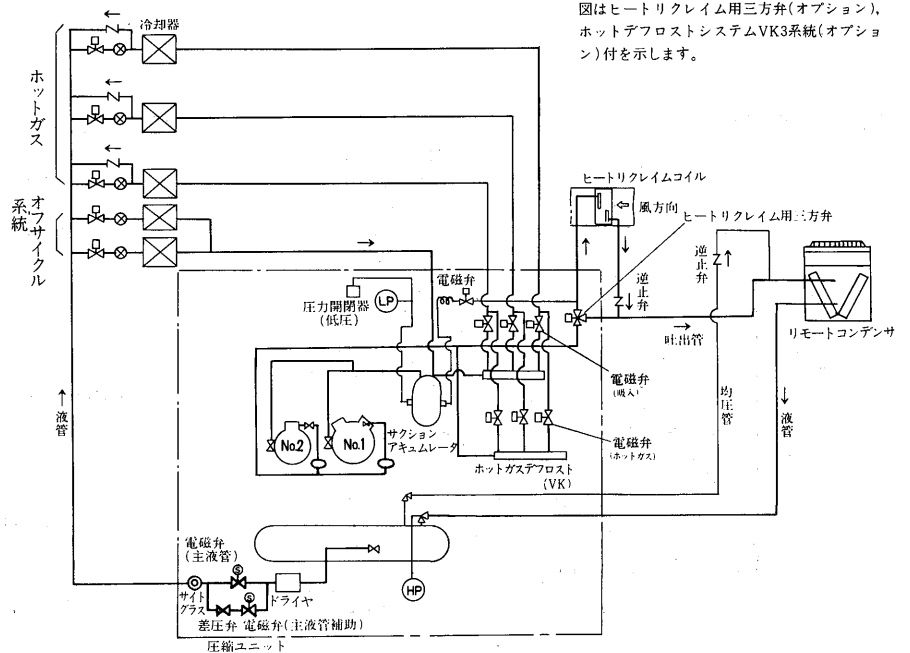 図はヒートリクレイム用三方弁(オプション),
ホットデフロストシステムVK3系統(オプショ
ン)付を示します。
冷却器
ホットガス
オフサイクル
系統
ヒートリクレイムコイル
風方向
ヒートリクレイム用三方弁
逆止弁
逆止弁
リモートコンデンサ
電磁弁
圧力開閉器
(低圧)
LP
吐出管
電磁弁
(吸入)
均圧管
液管
液管
No.2
No.1
サクション
アキュムレータ
電磁弁
(ホットガス)
ホットガスデフロスト
(VK)
電磁弁
(主液管)
S
HP
サイト
グラス
ドライヤ
S
差圧弁 電磁弁(主液管補助)
圧縮ユニット